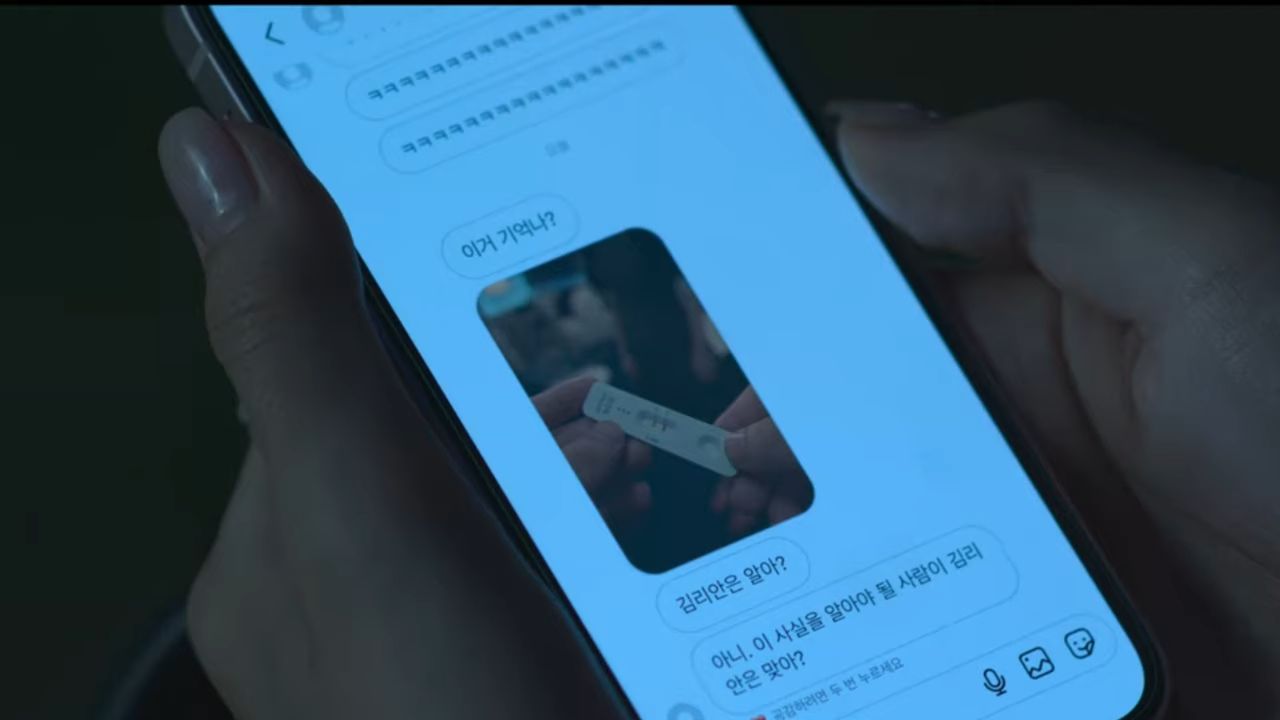 ㅋㅋㅋㅋㅋㅋㅋㅋㅋㅋㅋㅋㅋㅋㅋ
ㅋㅋㅋㅋㅋㅋㅋㅋㅋㅋㅋㅋㅋㅋㅋㅋㅋ
이거 기억나?
김리안은 알아?
아니. 이 사실을 알아야 될 사람이 김리
안은 맞아?
공감하려면 두 번 누르세요